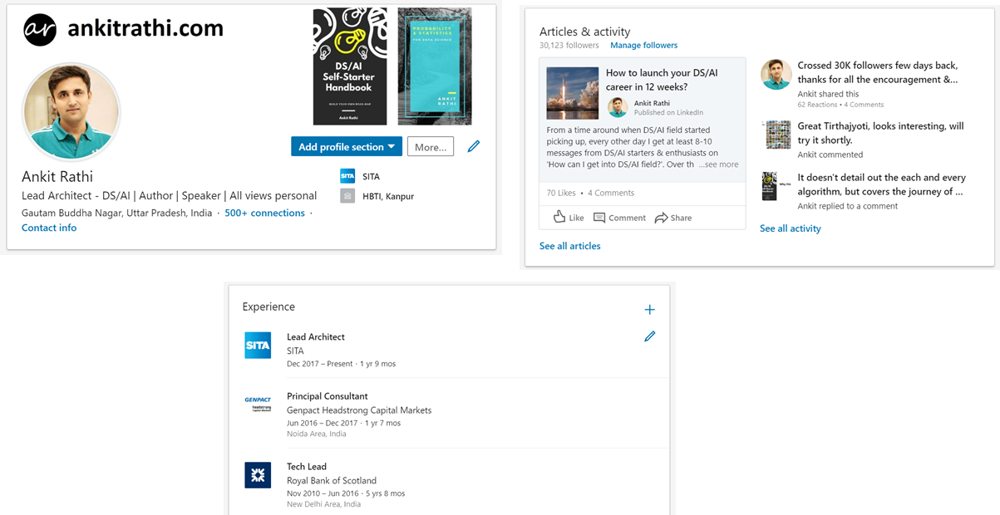 ar ankitrathi.com
DS/AI
Self-Starter
Handbook
BUILD YOUR OWN ROAD-MAP
Ankit Rathi
PROBABILITY
& STATISTICS
FOR DATA SCIENCE
ANKIT
RATHI
Add profile section
More...
Ankit Rathi
Lead Architect - DS/AI | Author | Speaker | All views personal
Gautam Buddha Nagar, Uttar Pradesh, India · 500+ connections ·
Contact info
SITA SITA
HBTI, Kanpur
Articles & activity
30,123 followers Manage followers
How to launch your DS/AI
career in 12 weeks?
Ankit Rathi
Published on LinkedIn
From a time around when DS/AI field started
picking up, every other day I get at least 8-10
messages from DS/AI starters & enthusiasts on
'How can I get into DS/AI field?'. Over th ...see more
70 Likes • 4 Comments
Like Comment Share
See all articles
Crossed 30K followers few days back,
thanks for all the encouragement &...
Ankit shared this
62 Reactions • 4 Comments
Great Tirthajyoti, looks interesting, will
try it shortly.
Ankit commented
It doesn't detail out the each and every
algorithm, but covers the journey of ...
Ankit replied to a comment
See all activity
Experience
SITA
Lead Architect
SITA
Dec 2017 – Present · 1 yr 9 mos
GENPACT
headstrong
Capital Markets
Principal Consultant
Genpact Headstrong Capital Markets
Jun 2016 – Dec 2017 · 1 yr 7 mos
Noida Area, India
Tech Lead
Royal Bank of Scotland
Nov 2010 – Jun 2016 · 5 yrs 8 mos
New Delhi Area, India